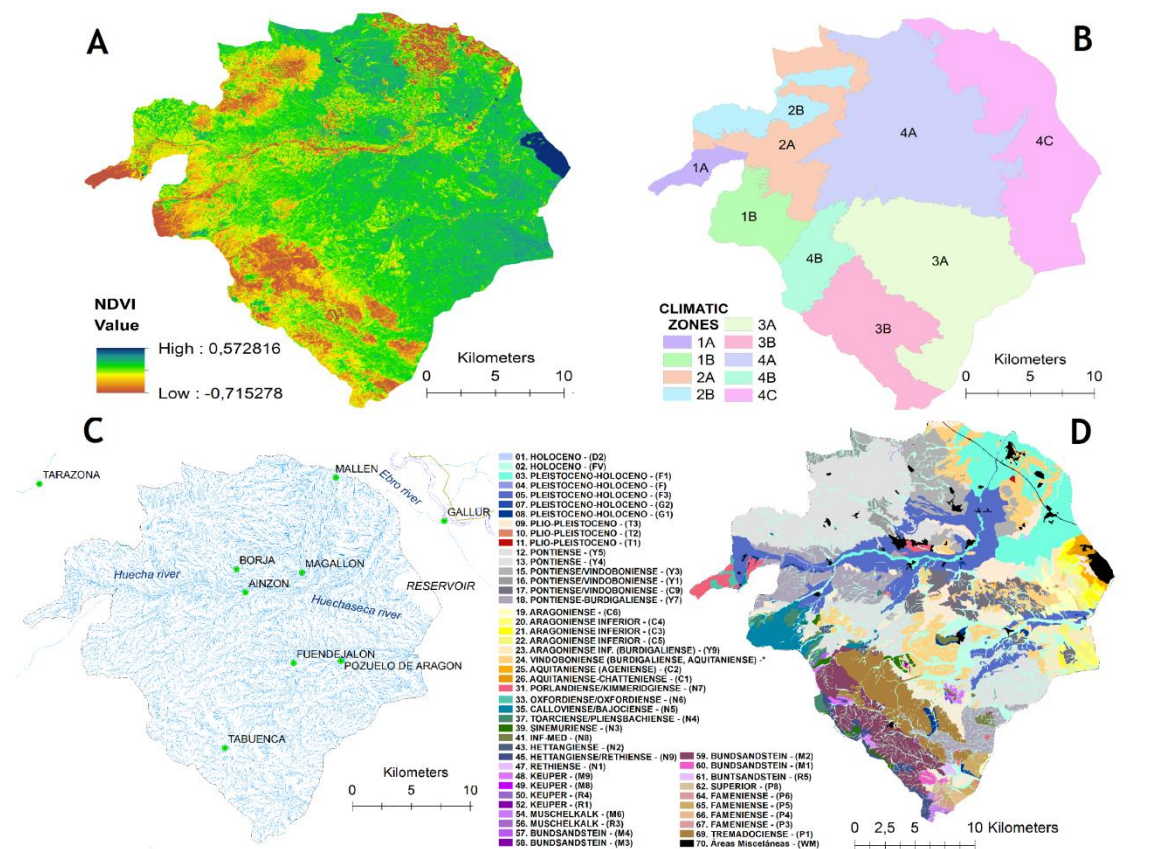 A
NDVI
Value
High : 0,572816
Low : -0,715278
Kilometers
0 5 10
B
1A
1B
2A
2B
3A
3B
4A
4B
4C
CLIMATIC
ZONES
1A
1B
2A
2B
3A
3B
4A
4B
4C
Kilometers
0 5 10
C
TARAZONA
MALLEN
Ebro river
GALLUR
BORJA
MAGALLON
Huecha river
AINZON
RESERVOIR
Huechaseca river
FUENDEJALON
POZUELO DE ARAGON
TABUENCA
Kilometers
0 5 10
D
01. HOLOCENO - (D2)
02. HOLOCENO - (FV)
03. PLEISTOCENO-HOLOCENO - (F1)
04. PLEISTOCENO-HOLOCENO - (F)
05. PLEISTOCENO-HOLOCENO - (F3)
07. PLEISTOCENO-HOLOCENO - (G2)
08. PLEISTOCENO-HOLOCENO - (G1)
09. PLIO-PLEISTOCENO - (T3)
10. PLIO-PLEISTOCENO - (T2)
11. PLIO-PLEISTOCENO - (T1)
12. PONTIENSE - (Y5)
13. PONTIENSE - (Y4)
15. PONTIENSE/VINDOBONIENSE - (Y3)
16. PONTIENSE/VINDOBONIENSE - (Y1)
17. PONTIENSE/VINDOBONIENSE - (C9)
18. PONTIENSE-BURDIGALIENSE - (Y7)
19. ARAGONIENSE - (C6)
20. ARAGONIENSE INFERIOR - (C4)
21. ARAGONIENSE INFERIOR - (C3)
22. ARAGONIENSE INFERIOR - (C5)
23. ARAGONIENSE INF. (BURDIGALIENSE) - (Y9)
24. VINDOBONIENSE (BURDIGALIENSE, AQUITANIENSE) -*
25. AQUITANIENSE (AGENIENSE) - (C2)
26. AQUITANIENSE-CHATTENIENSE - (C1)
31. PORLANDIENSE/KIMMERIDGIENSE - (N7)
33. OXFORDIENSE/OXFORDIENSE - (N6)
35. CALLOVIENSE/BAJOCIENSE - (N5)
37. TOARCIENSE/PLIENSBACHIENSE - (N4)
39. SINEMURIENSE - (N3)
41. INF-MED - (N8)
43. HETTANGIENSE - (N2)
45. HETTANGIENSE/RETHIENSE - (N9)
47. RETHIENSE - (N1)
48. KEUPER - (M9)
49. KEUPER - (M8)
50. KEUPER - (R4)
52. KEUPER - (R1)
54. MUSCHELKALK - (M6)
56. MUSCHELKALK - (R3)
57. BUNDSANDSTEIN - (M4)
58. BUNDSANDSTEIN - (M3)
59. BUNDSANDSTEIN - (M2)
60. BUNDSANDSTEIN - (M1)
61. BUNTSANDSTEIN - (R5)
62. SUPERIOR - (P8)
64. FAMENIENSE - (P6)
65. FAMENIENSE - (P5)
66. FAMENIENSE - (P4)
67. FAMENIENSE - (P3)
69. TREMADOCIENSE - (P1)
70. Areas Misceláneas - (WM)
0 2,5 5 10 Kilometers